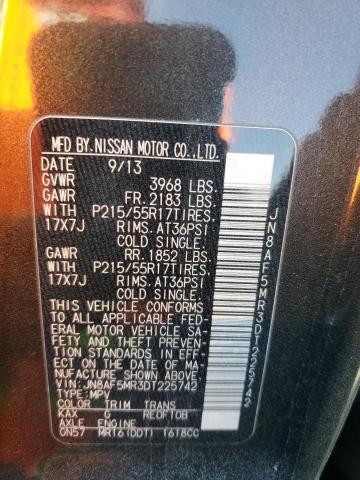 MFD BY.NISSAN MOTOR CO.,LTD.
DATE 9/13
GVWR 3968 LBS.
GAWR FR.2183 LBS.
WITH P215/55R17TIRES.
17X7J RIMS.AT36PSI
COLD SINGLE.
GAWR RR.1852 LBS.
WITH P215/55R17TIRES.
17X7J RIMS.AT36PSI
COLD SINGLE.
THIS VEHICLE CONFORMS
TO ALL APPLICABLE FED-
ERAL MOTOR VEHICLE SA-
FETY AND THEFT PREVEN-
TION STANDARDS IN EFF-
ECT ON THE DATE OF MA-
NUFACTURE SHOWN ABOVE.
VIN: JN8AF5MR3DT225742
TYPE: MPV
COLOR TRIM TRANS
KAX G RE0F10B
AXLE ENGINE
GN57 MR16(DDT) 1618CC
JN8AF5MR3DT225742